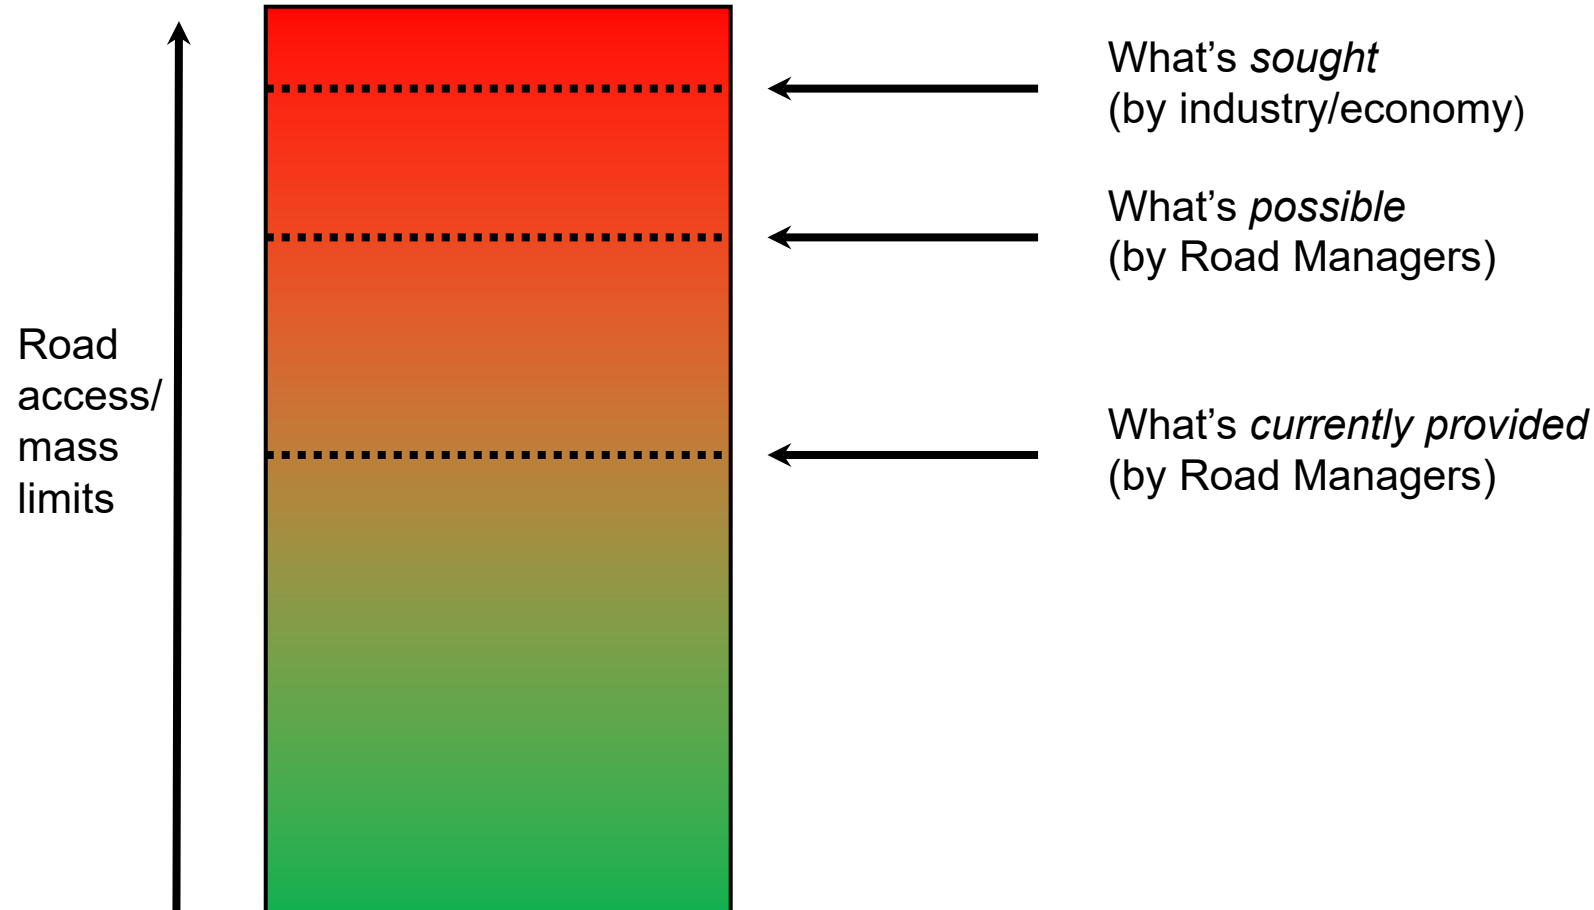 What’s sought
(by industry/economy)
What’s possible
(by Road Managers)
Road
access/
mass
limits
What’s currently provided
(by Road Managers)